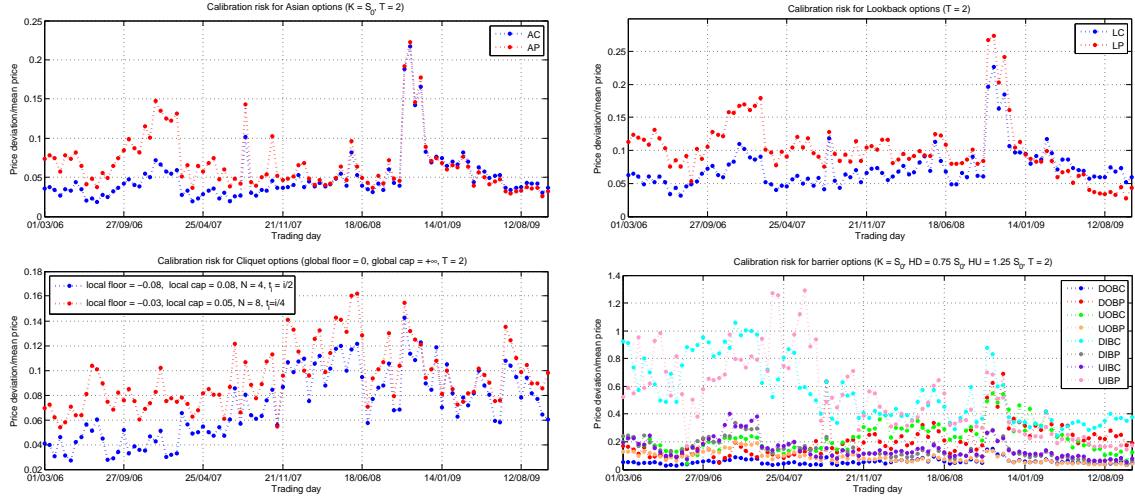 Calibration risk for Asian options (K = S0, T = 2)
0.25
0.2
0.15
0.1
0.05
0
Price deviation/mean price
AC
AP
01/03/06 27/09/06 25/04/07 21/11/07 18/06/08 14/01/09 12/08/09
Trading day
Calibration risk for Lookback options (T = 2)
0.25
0.2
0.15
0.1
0.05
0
Price deviation/mean price
LC
LP
01/03/06 27/09/06 25/04/07 21/11/07 18/06/08 14/01/09 12/08/09
Trading day
Calibration risk for Cliquet options (global floor = 0, global cap = +∞, T = 2)
0.18
0.16
0.14
0.12
0.1
0.08
0.06
0.04
0.02
Price deviation/mean price
local floor = −0.08, local cap = 0.08, N = 4, ti = i/2
local floor = −0.03, local cap = 0.05, N = 8, ti=i/4
01/03/06 27/09/06 25/04/07 21/11/07 18/06/08 14/01/09 12/08/09
Trading day
Calibration risk for barrier options (K = S0, HD = 0.75 S0, HU = 1.25 S0, T = 2)
1.4
1.2
1
0.8
0.6
0.4
0.2
0
Price deviation/mean price
DOBC
DOBP
UOBC
UOBP
DIBC
DIBP
UIBC
UIBP
01/03/06 27/09/06 25/04/07 21/11/07 18/06/08 14/01/09 12/08/09
Trading day